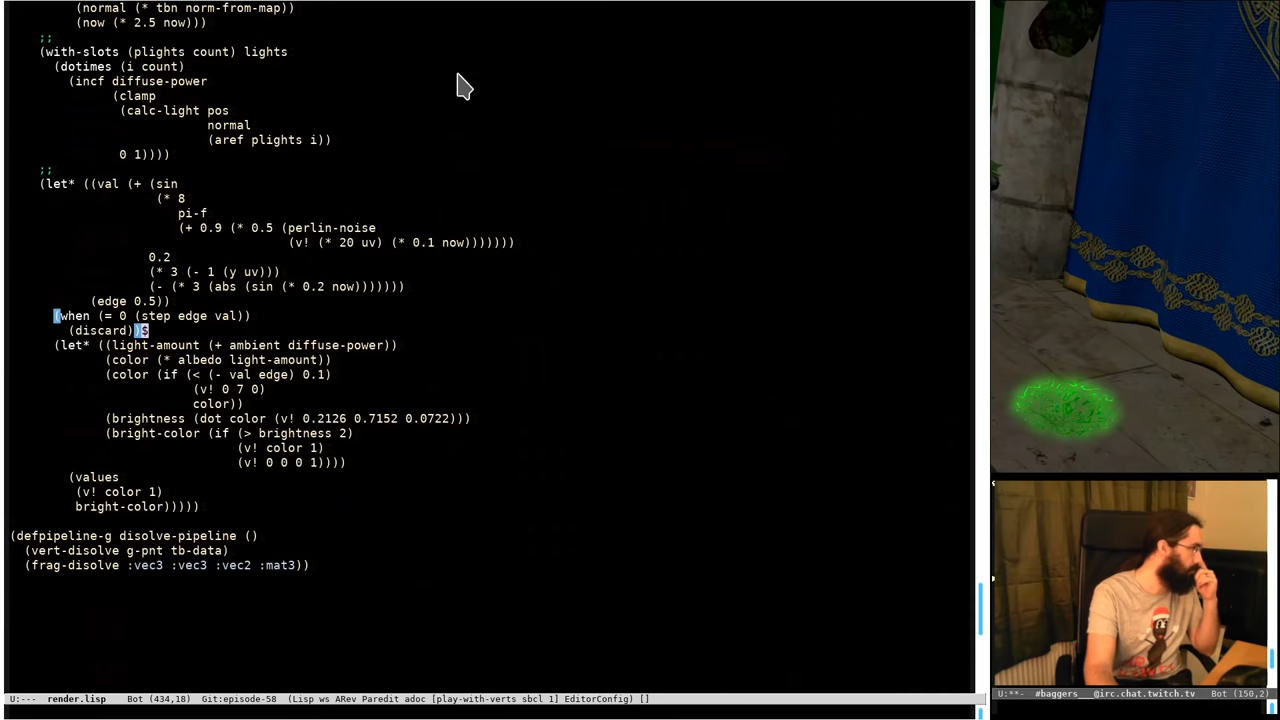 (normal (* tbn norm-from-map))
(now (* 2.5 now)))
;;
(with-slots (plights count) lights
(dotimes (i count)
(incf diffuse-power
(clamp
(calc-light pos
normal
(aref plights i))
0 1))))
;;
(let* ((val (+ (sin
(* 8
pi-f
(+ 0.9 (* 0.5 (perlin-noise
(v! (* 20 uv) (* 0.1 now)))))))
0.2
(* 3 (- 1 (y uv)))
(- (* 3 (abs (sin (* 0.2 now)))))))
(edge 0.5))
(when (= 0 (step edge val))
(discard))$
(let* ((light-amount (+ ambient diffuse-power))
(color (* albedo light-amount))
(color (if (< (- val edge) 0.1)
(v! 0 7 0)
color))
(brightness (dot color (v! 0.2126 0.7152 0.0722)))
(bright-color (if (> brightness 2)
(v! color 1)
(v! 0 0 0 1))))
(values
(v! color 1)
bright-color)))))
(defpipeline-g disolve-pipeline ()
(vert-disolve g-pnt tb-data)
(frag-disolve :vec3 :vec3 :vec2 :mat3))
U:--- render.lisp Bot (434,18) Git:episode-58 (Lisp ws ARev Paredit adoc [play-with-verts sbcl 1] EditorConfig) []
U:**- #baggers__@irc.chat.twitch.tv Bot (150,2)